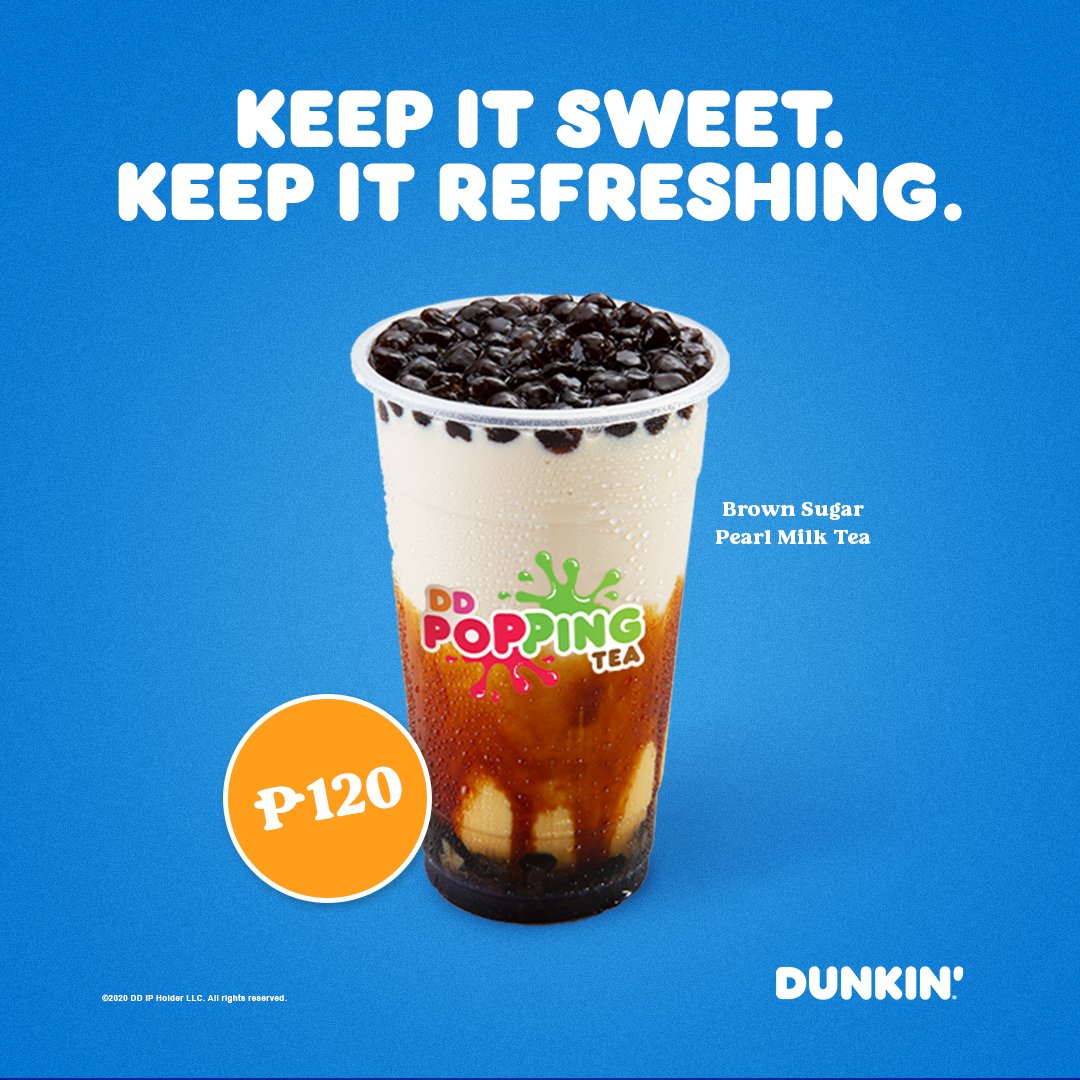 KEEP IT SWEET.
KEEP IT REFRESHING.
Brown Sugar
Pearl Milk Tea
DD
POPPING
TEA
₱120
©2020 DD IP Holder LLC. All rights reserved.
DUNKIN'